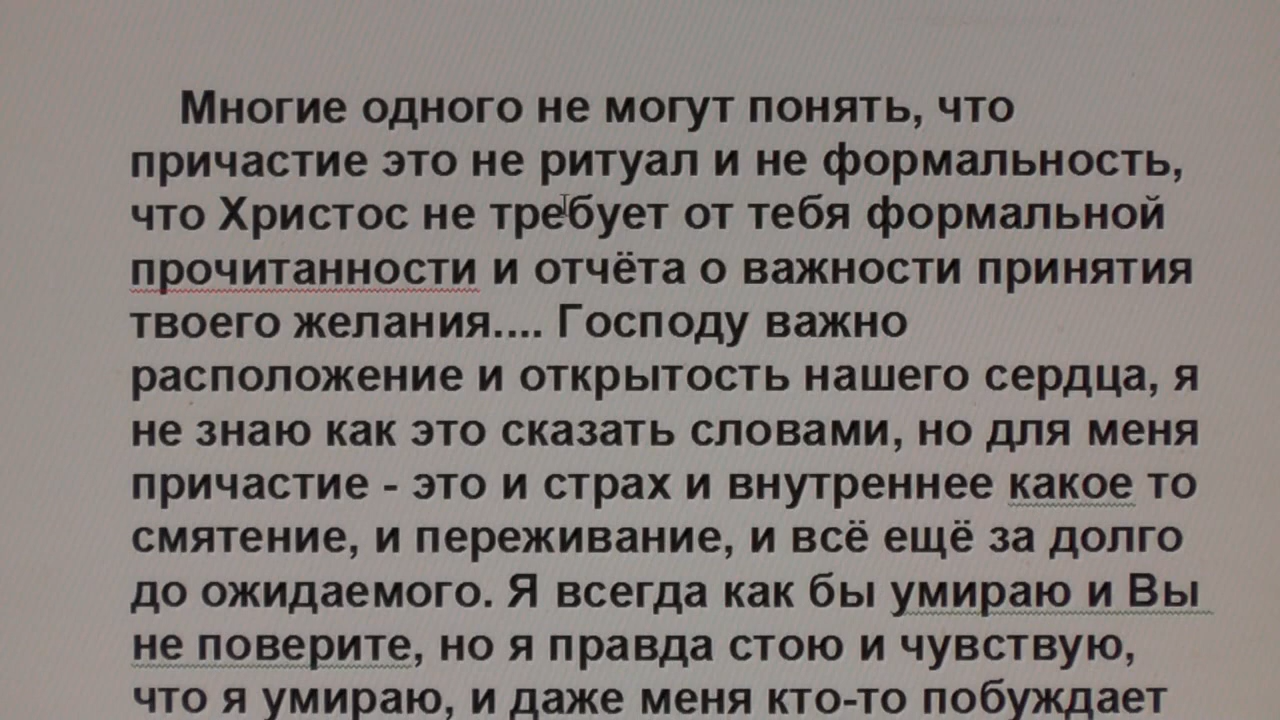 Многие одного не могут понять, что
причастие это не ритуал и не формальность,
что Христос не требует от тебя формальной
прочитанности и отчёта о важности принятия
твоего желания.... Господу важно
расположение и открытость нашего сердца, я
не знаю как это сказать словами, но для меня
причастие - это и страх и внутреннее какое то
смятение, и переживание, и всё ещё за долго
до ожидаемого. Я всегда как бы умираю и Вы
не поверите, но я правда стою и чувствую,
что я умираю, и даже меня кто-то побуждает